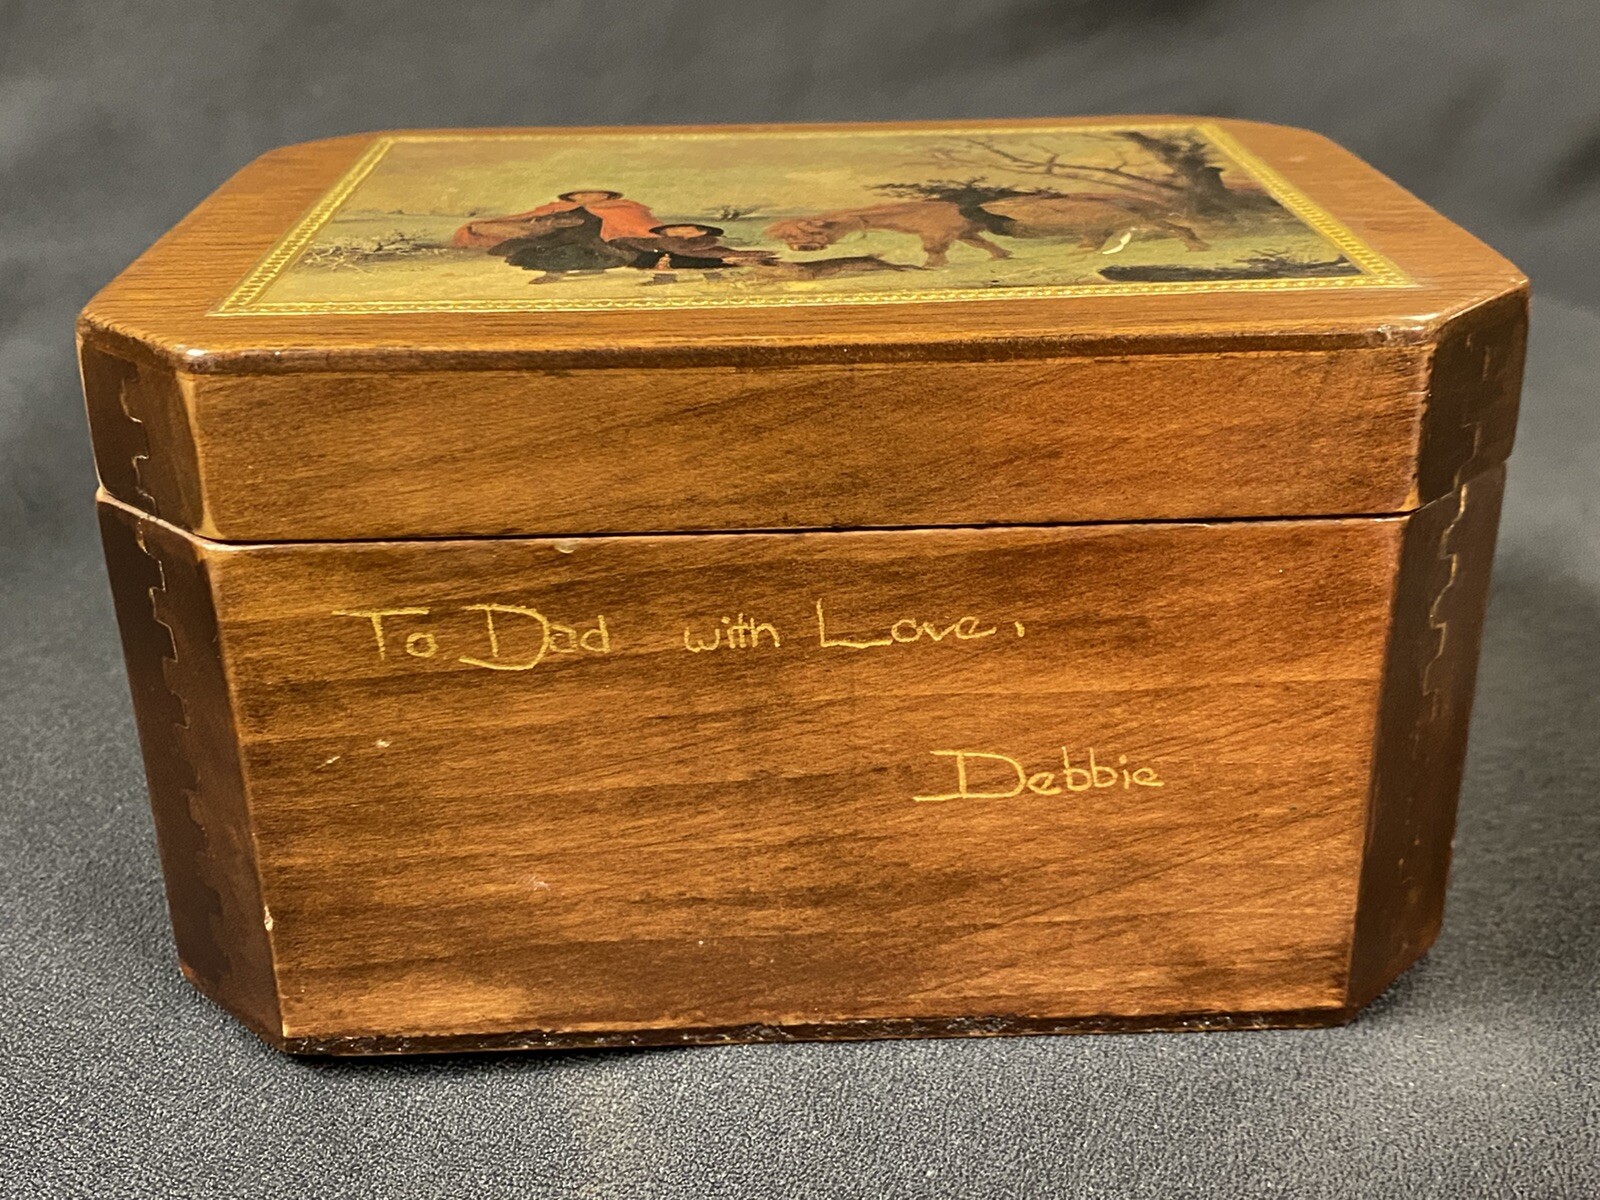 To Dad with Love,
Debbie